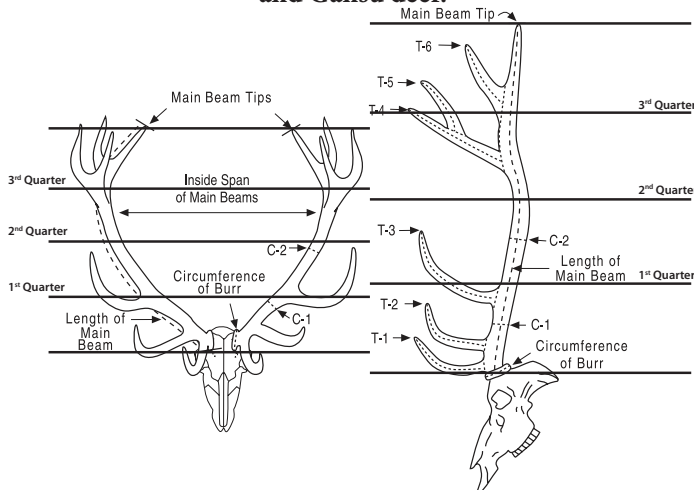 and Gansu deer.
Main Beam Tip
T-6
T-5
T-4
3rd Quarter
2nd Quarter
T-3
C-2
Length of
Main Beam
1st Quarter
T-2
C-1
T-1
Circumference
of Burr
Main Beam Tips
3rd Quarter
Inside Span
of Main Beams
2nd Quarter
C-2
Circumference
of Burr
1st Quarter
Length of
Main
Beam
C-1